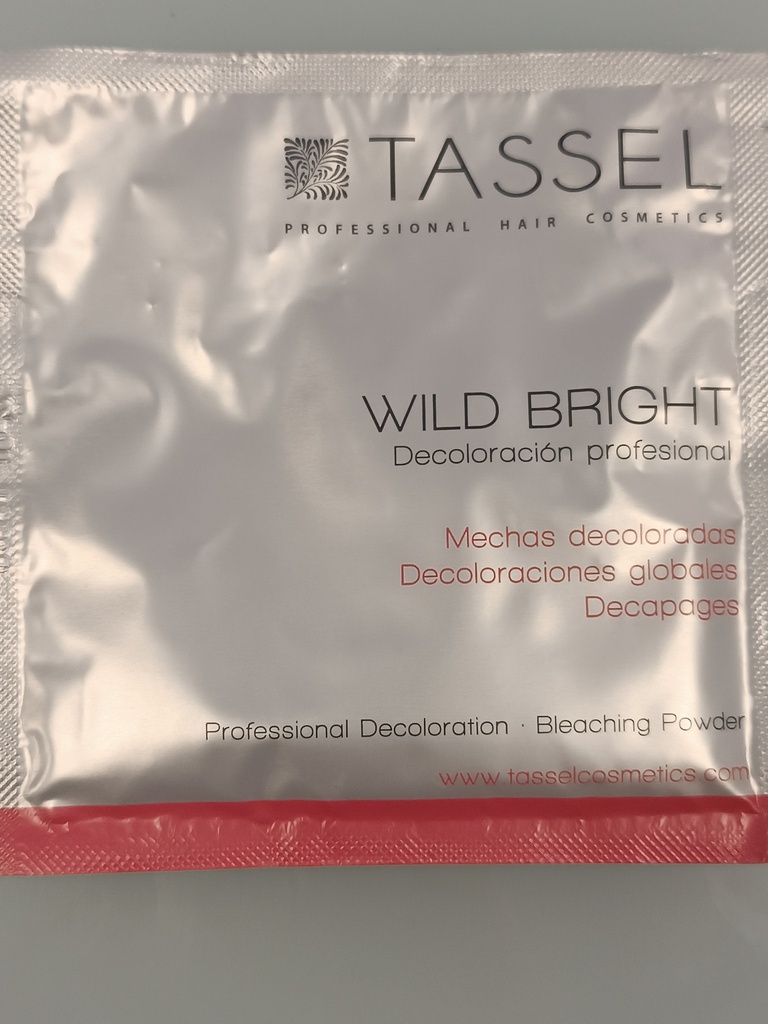 TASSEL
PROFESSIONAL HAIR COSMETICS
WILD BRIGHT
Decoloración profesional
Mechas decoloradas
Decoloraciones globales
Decapages
Professional Decoloration · Bleaching Powder
www.tasselcosmetics.com